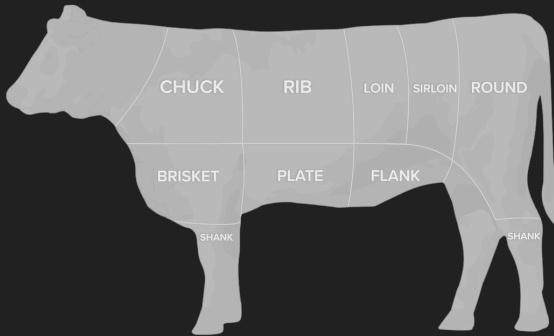 CHUCK
RIB
LOIN
SIRLOIN
ROUND
BRISKET
PLATE
FLANK
SHANK
SHANK